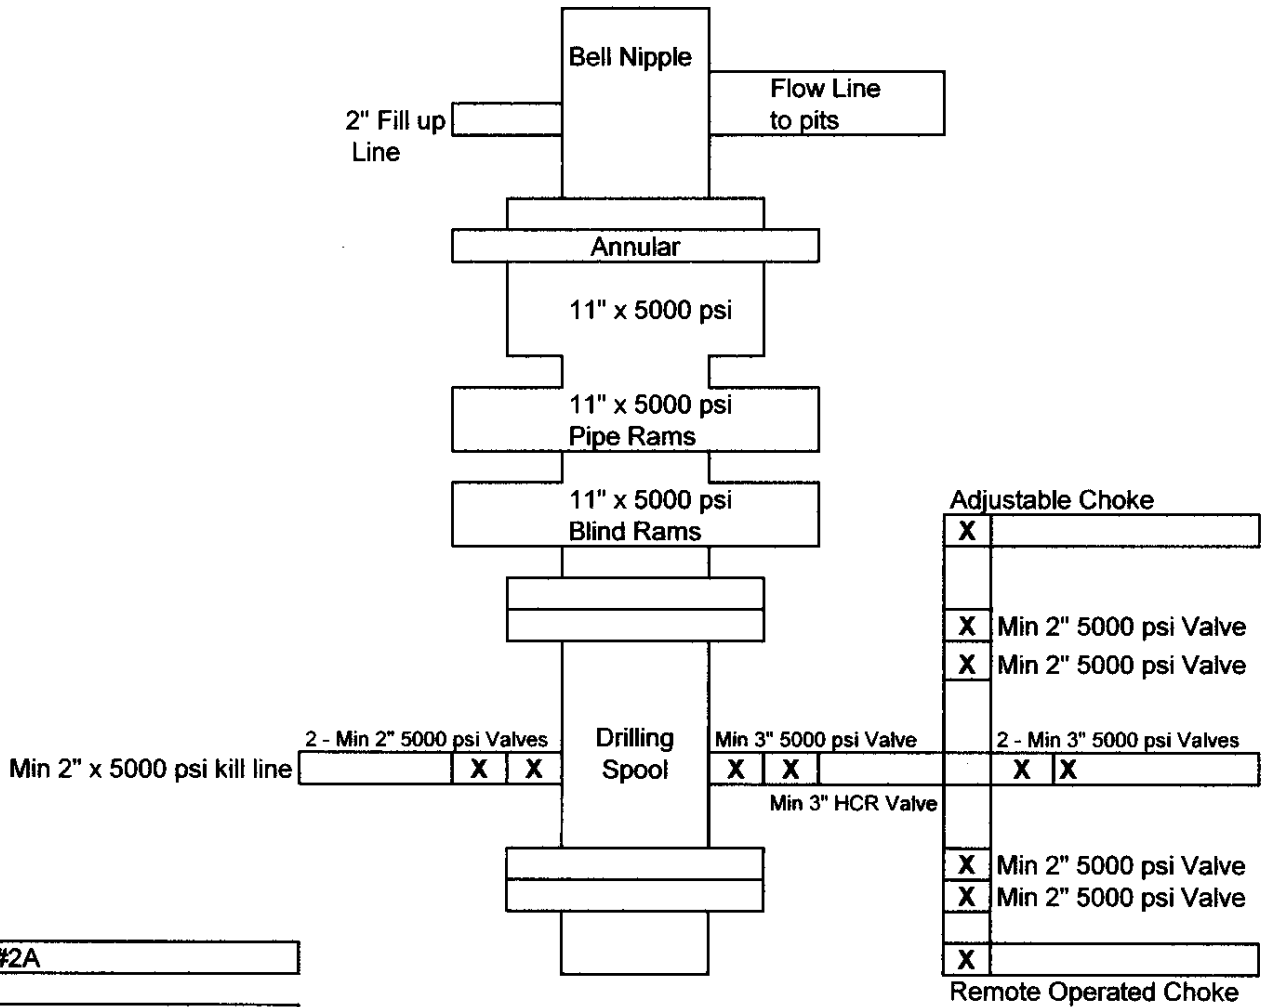 Bell Nipple
Flow Line
to pits
2" Fill up
Line
Annular
11" x 5000 psi
11" x 5000 psi
Pipe Rams
11" x 5000 psi
Blind Rams
Adjustable Choke
X
X Min 2" 5000 psi Valve
X Min 2" 5000 psi Valve
2 - Min 2" 5000 psi Valves
Drilling
Spool
Min 3" 5000 psi Valve
2 - Min 3" 5000 psi Valves
Min 2" x 5000 psi kill line
X X
X X
X X
Min 3" HCR Valve
X Min 2" 5000 psi Valve
X Min 2" 5000 psi Valve
#2A
X
Remote Operated Choke